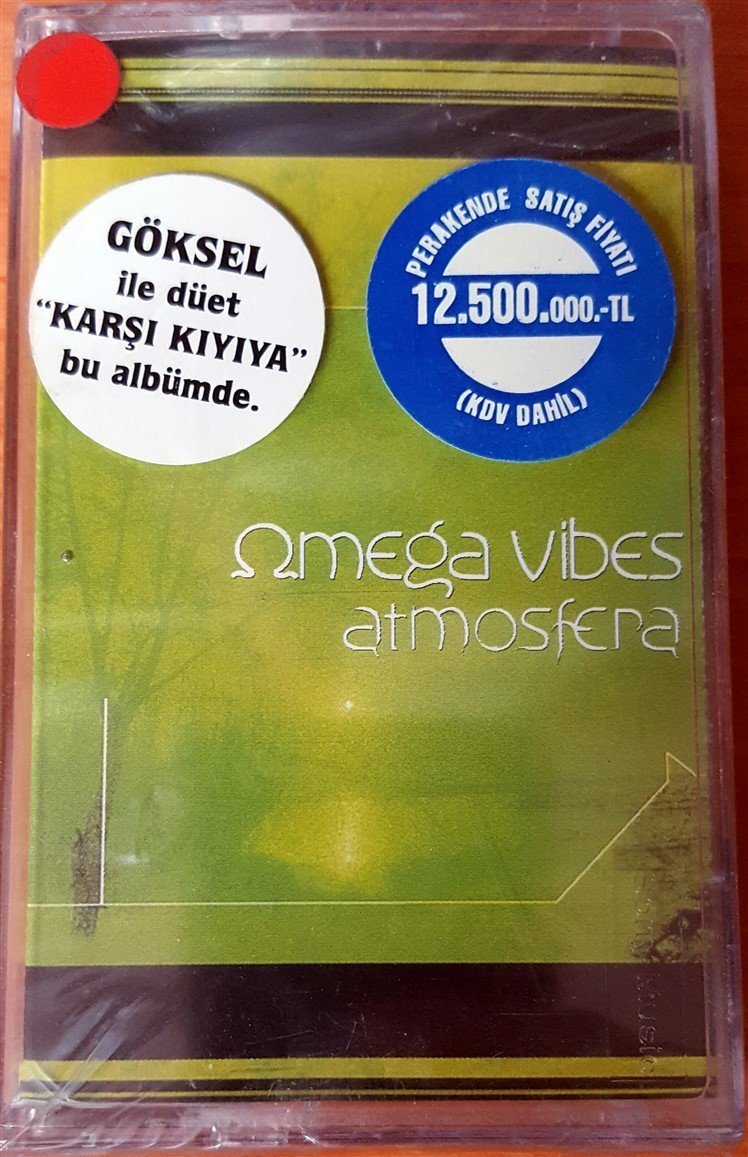 GÖKSEL
ile düet
“KARŞI KIYIYA”
bu albümde.
PERAKENDE SATIŞ FİYATI
12.500.000.-TL
(KDV DAHİL)
Ωmega vibes
atmosfera